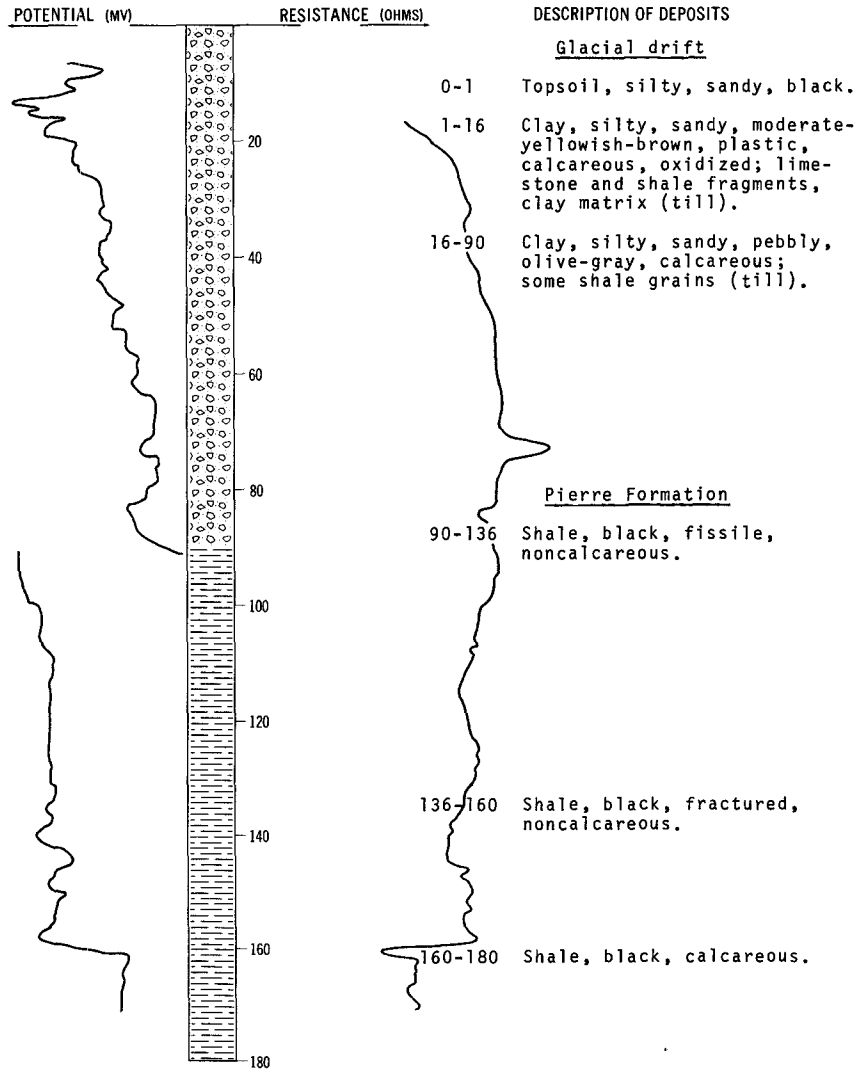 POTENTIAL (MV) RESISTANCE (OHMS) DESCRIPTION OF DEPOSITS
Glacial drift
0-1 Topsoil, silty, sandy, black.
1-16 Clay, silty, sandy, moderate-
yellowish-brown, plastic,
calcareous, oxidized; lime-
stone and shale fragments,
clay matrix (till).
16-90 Clay, silty, sandy, pebbly,
olive-gray, calcareous;
some shale grains (till).
Pierre Formation
90-136 Shale, black, fissile,
noncalcareous.
136-160 Shale, black, fractured,
noncalcareous.
160-180 Shale, black, calcareous.
20
40
60
80
100
120
140
160
180